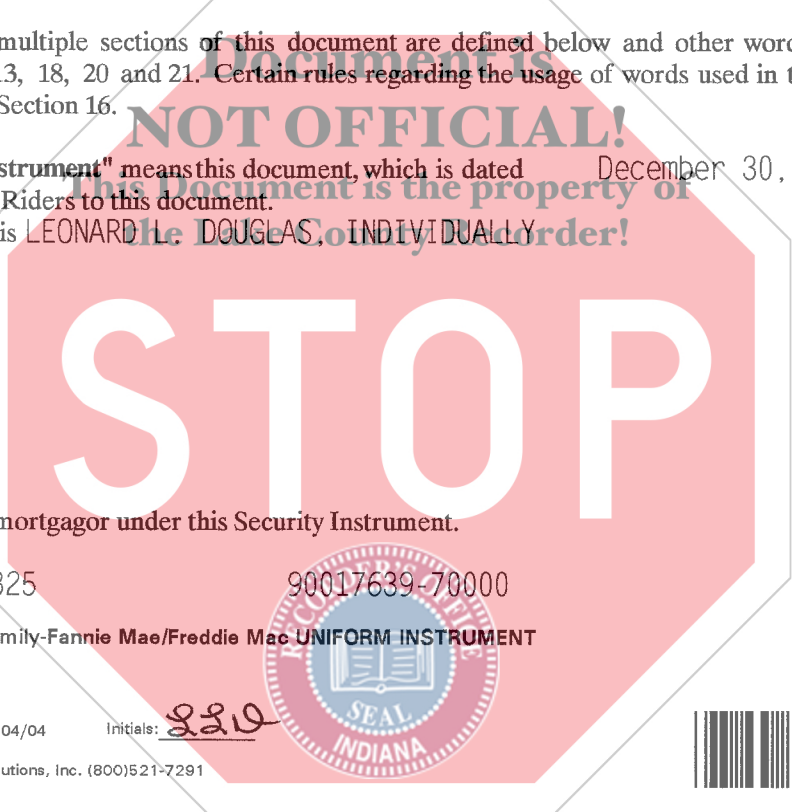 multiple sections of this document are defined below and other word
13, 18, 20 and 21. Certain rules regarding the usage of words used in t
Section 16.
Document is
NOT OFFICIAL!
This Document is the property of
the Lake County Recorder!
strument" means this document, which is dated December 30,
Riders to this document.
is LEONARD L. DOUGLAS, INDIVIDUALLY
STOP
mortgagor under this Security Instrument.
325 90017639-70000
mily-Fannie Mae/Freddie Mac UNIFORM INSTRUMENT
RECORDER'S OFFICE
SEAL
INDIANA
04/04 Initials: LLD
utions, Inc. (800)521-7291